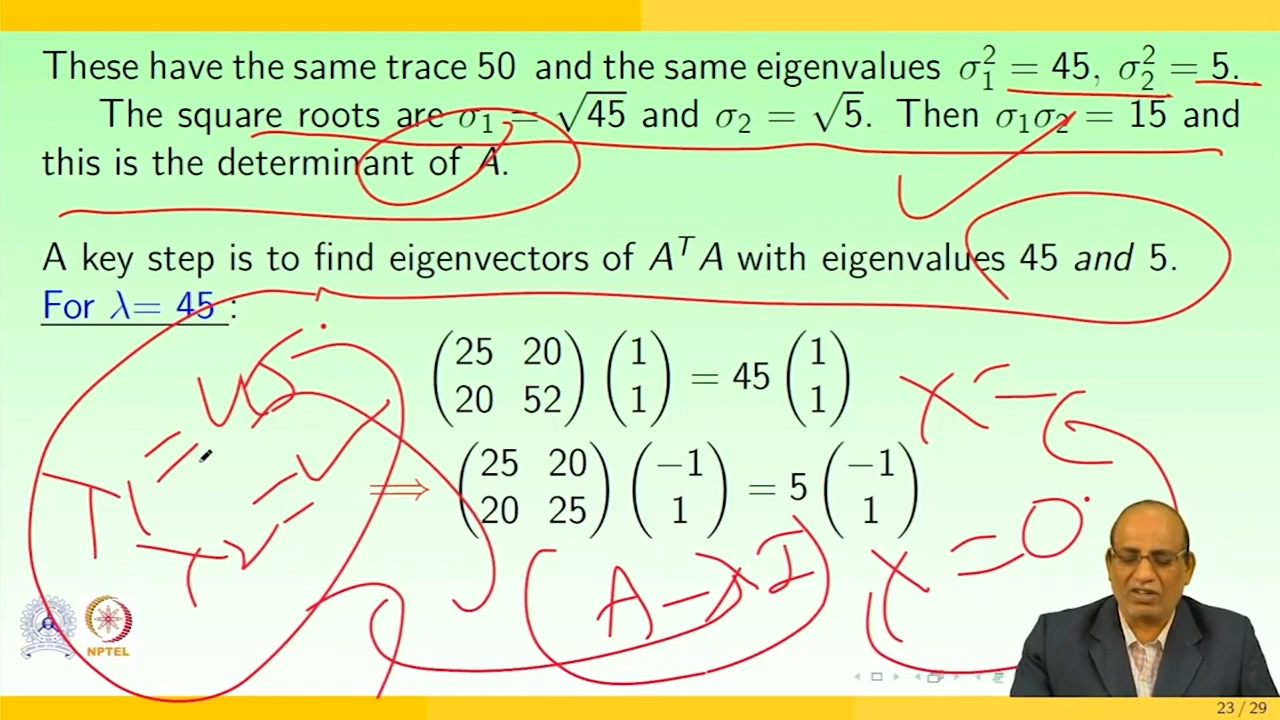 These have the same trace 50 and the same eigenvalues σ₁² = 45, σ₂² = 5.
The square roots are σ₁ = √45 and σ₂ = √5. Then σ₁σ₂ = 15 and
this is the determinant of A.
A key step is to find eigenvectors of AᵀA with eigenvalues 45 and 5.
For λ= 45 :
(25 20; 20 52) (1; 1) = 45 (1; 1)
⟹ (25 20; 20 25) (−1; 1) = 5 (−1; 1)
(A − λI) x = 0
NPTEL
23 / 29